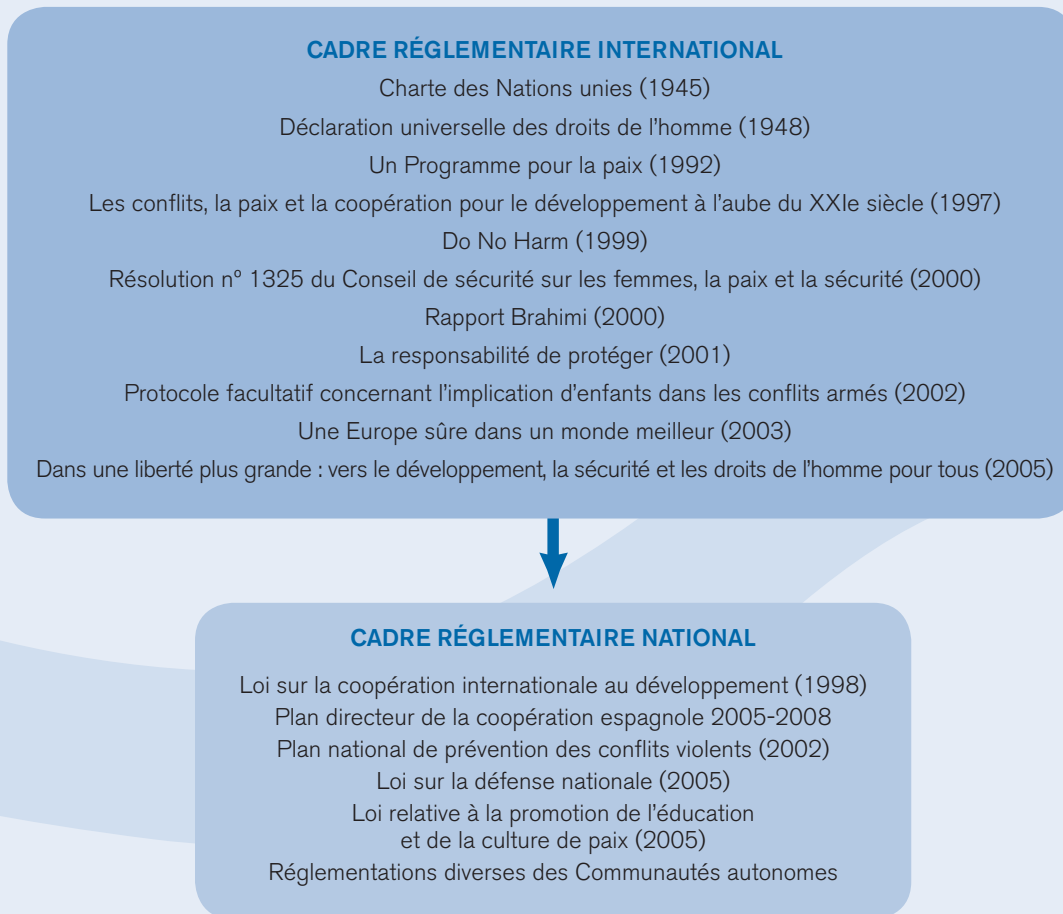 CADRE RÉGLEMENTAIRE INTERNATIONAL
Charte des Nations unies (1945)
Déclaration universelle des droits de l'homme (1948)
Un Programme pour la paix (1992)
Les conflits, la paix et la coopération pour le développement à l'aube du XXIe siècle (1997)
Do No Harm (1999)
Résolution nº 1325 du Conseil de sécurité sur les femmes, la paix et la sécurité (2000)
Rapport Brahimi (2000)
La responsabilité de protéger (2001)
Protocole facultatif concernant l'implication d'enfants dans les conflits armés (2002)
Une Europe sûre dans un monde meilleur (2003)
Dans une liberté plus grande : vers le développement, la sécurité et les droits de l'homme pour tous (2005)
CADRE RÉGLEMENTAIRE NATIONAL
Loi sur la coopération internationale au développement (1998)
Plan directeur de la coopération espagnole 2005-2008
Plan national de prévention des conflits violents (2002)
Loi sur la défense nationale (2005)
Loi relative à la promotion de l'éducation
et de la culture de paix (2005)
Réglementations diverses des Communautés autonomes